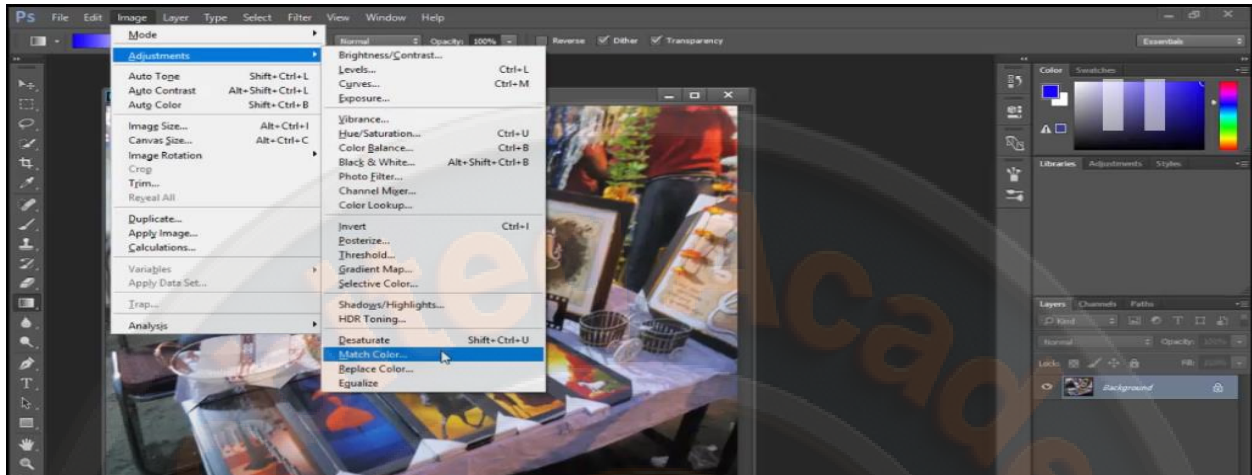 Ps File Edit Image Layer Type Select Filter View Window Help
Normal Opacity: 100% Reverse Dither Transparency Essentials
Mode
Adjustments
Auto Tone Shift+Ctrl+L
Auto Contrast Alt+Shift+Ctrl+L
Auto Color Shift+Ctrl+B
Image Size... Alt+Ctrl+I
Canvas Size... Alt+Ctrl+C
Image Rotation
Crop
Trim...
Reveal All
Duplicate...
Apply Image...
Calculations...
Variables
Apply Data Set...
Trap...
Analysis
Brightness/Contrast...
Levels... Ctrl+L
Curves... Ctrl+M
Exposure...
Vibrance...
Hue/Saturation... Ctrl+U
Color Balance... Ctrl+B
Black & White... Alt+Shift+Ctrl+B
Photo Filter...
Channel Mixer...
Color Lookup...
Invert Ctrl+I
Posterize...
Threshold...
Gradient Map...
Selective Color...
Shadows/Highlights...
HDR Toning...
Desaturate Shift+Ctrl+U
Match Color...
Replace Color...
Equalize
Color Swatches
Libraries Adjustments Styles
Layers Channels Paths
Kind
Normal Opacity: 100%
Lock: Fill: 100%
Background